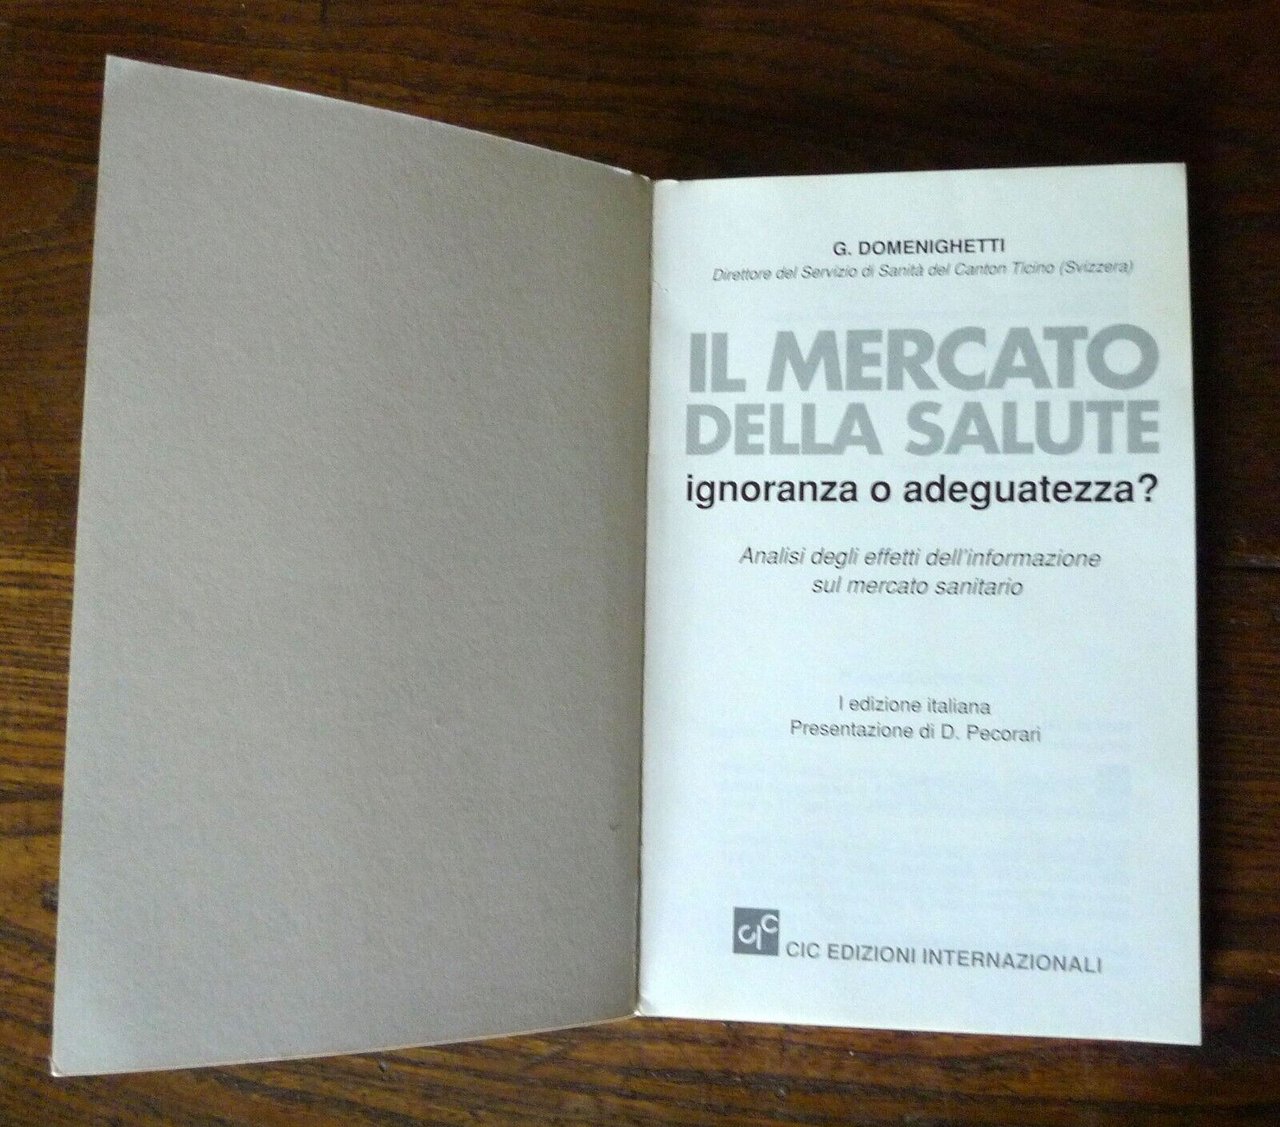 G. DOMENIGHETTI
Direttore del Servizio di Sanità del Canton Ticino (Svizzera)
IL MERCATO
DELLA SALUTE
ignoranza o adeguatezza?
Analisi degli effetti dell'informazione
sul mercato sanitario
I edizione italiana
Presentazione di D. Pecorari
CIC CIC EDIZIONI INTERNAZIONALI